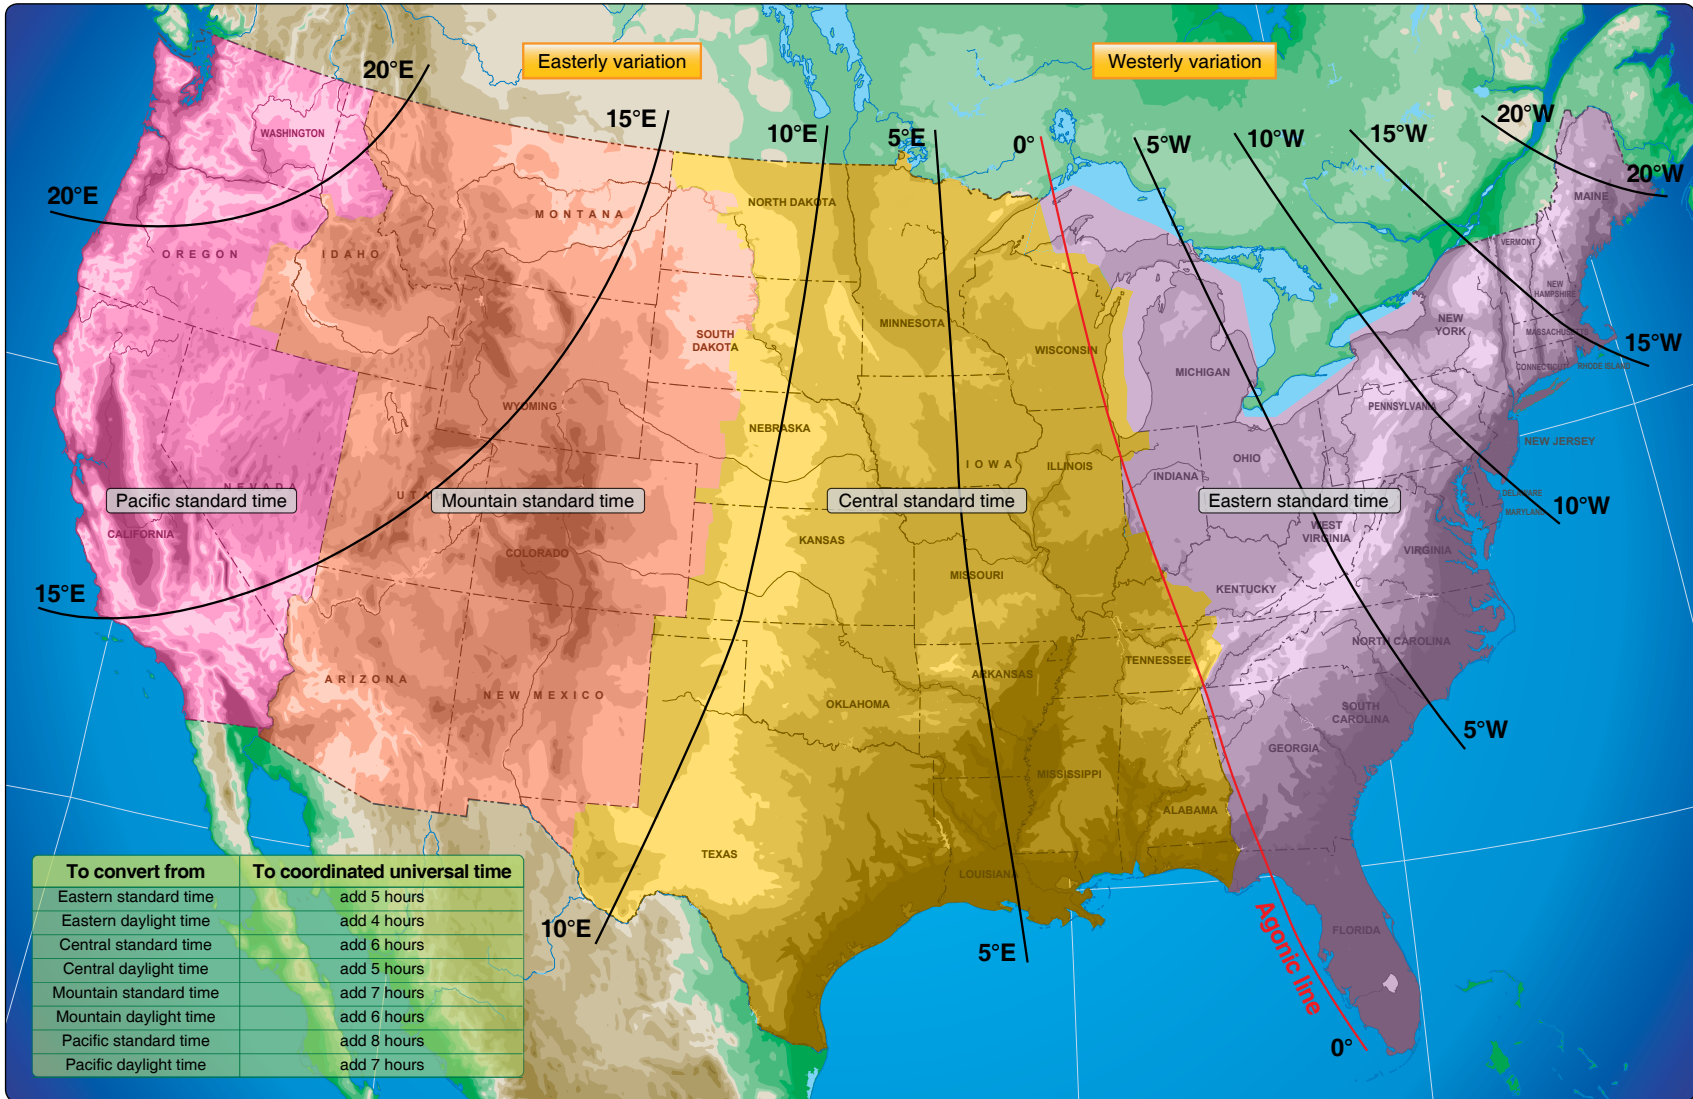 Easterly variation
Westerly variation
20°E
15°E
10°E
5°E
0°
5°W
10°W
15°W
20°W
20°W
20°E
15°W
15°E
10°W
5°W
10°E
5°E
0°
Agonic line
WASHINGTON
OREGON
IDAHO
MONTANA
NORTH DAKOTA
SOUTH
DAKOTA
MINNESOTA
WISCONSIN
MICHIGAN
NEW
YORK
VERMONT
MAINE
NEW
HAMPSHIRE
MASSACHUSETTS
CONNECTICUT
RHODE ISLAND
PENNSYLVANIA
NEW JERSEY
DELAWARE
MARYLAND
WYOMING
NEBRASKA
IOWA
ILLINOIS
INDIANA
OHIO
NEVADA
UTAH
CALIFORNIA
COLORADO
KANSAS
MISSOURI
KENTUCKY
WEST
VIRGINIA
VIRGINIA
NORTH CAROLINA
TENNESSEE
ARKANSAS
OKLAHOMA
NEW MEXICO
ARIZONA
SOUTH
CAROLINA
GEORGIA
MISSISSIPPI
ALABAMA
TEXAS
LOUISIANA
FLORIDA
Pacific standard time
Mountain standard time
Central standard time
Eastern standard time
To convert from To coordinated universal time
Eastern standard time add 5 hours
Eastern daylight time add 4 hours
Central standard time add 6 hours
Central daylight time add 5 hours
Mountain standard time add 7 hours
Mountain daylight time add 6 hours
Pacific standard time add 8 hours
Pacific daylight time add 7 hours